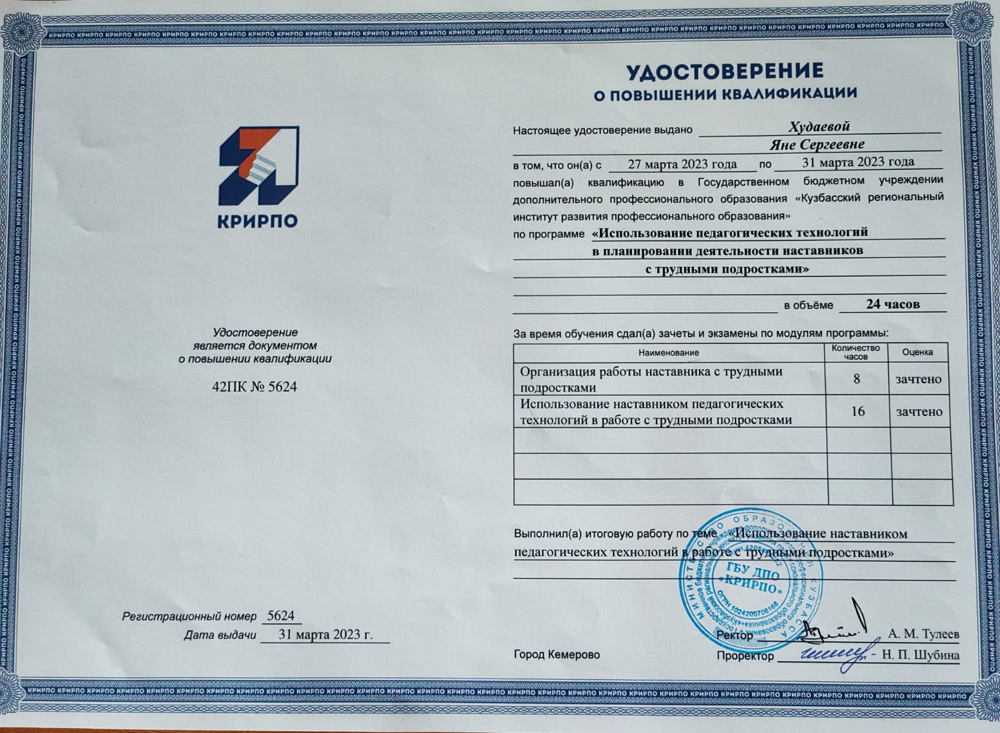 КРИРПО
Удостоверение
является документом
о повышении квалификации
42ПК № 5624
Регистрационный номер 5624
Дата выдачи 31 марта 2023 г.
УДОСТОВЕРЕНИЕ
О ПОВЫШЕНИИ КВАЛИФИКАЦИИ
Настоящее удостоверение выдано Худаевой
Яне Сергеевне
в том, что он(а) с 27 марта 2023 года по 31 марта 2023 года
повышал(а) квалификацию в Государственном бюджетном учреждении
дополнительного профессионального образования «Кузбасский региональный
институт развития профессионального образования»
по программе «Использование педагогических технологий
в планировании деятельности наставников
с трудными подростками»
в объёме 24 часов
За время обучения сдал(а) зачеты и экзамены по модулям программы:
Наименование Количество часов Оценка
Организация работы наставника с трудными
подростками 8 зачтено
Использование наставником педагогических
технологий в работе с трудными подростками 16 зачтено
Выполнил(а) итоговую работу по теме «Использование наставником
педагогических технологий в работе с трудными подростками»
МИНИСТЕРСТВО ОБРАЗОВАНИЯ КУЗБАССА
ГБУ ДПО
«КРИРПО»
ОГРН 1024200706166
Ректор А. М. Тулеев
Город Кемерово
Проректор Н. П. Шубина